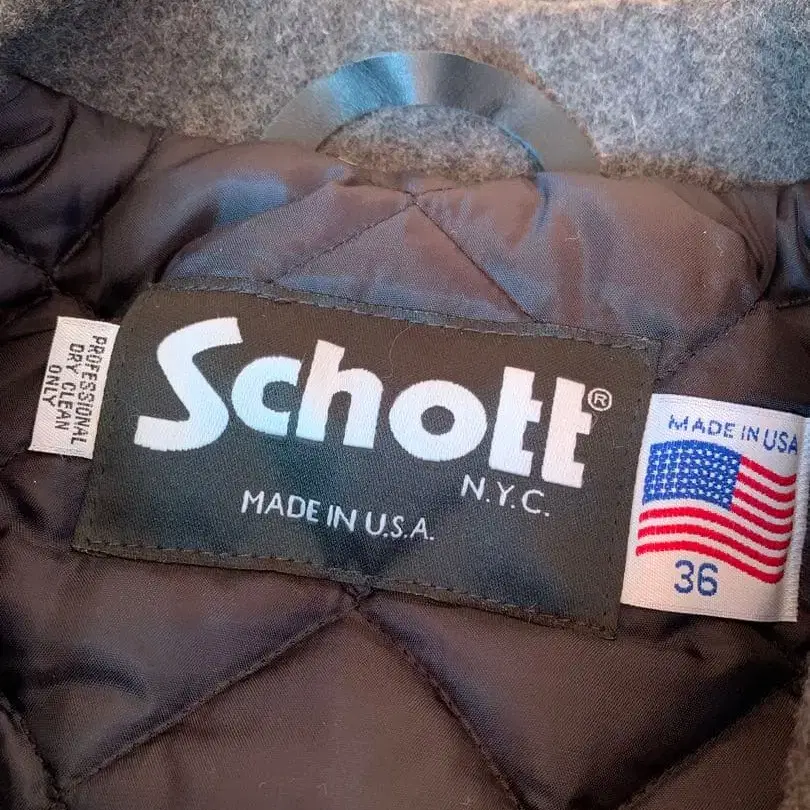 PROFESSIONAL
DRY CLEAN
ONLY
Schott®
N.Y.C.
MADE IN U.S.A.
MADE IN USA
36